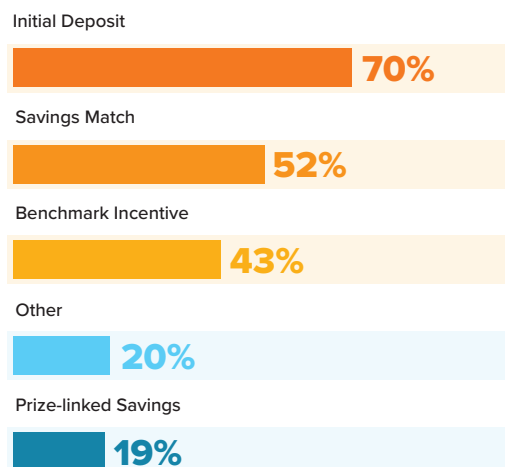 Initial Deposit
70%
Savings Match
52%
Benchmark Incentive
43%
Other
20%
Prize-linked Savings
19%